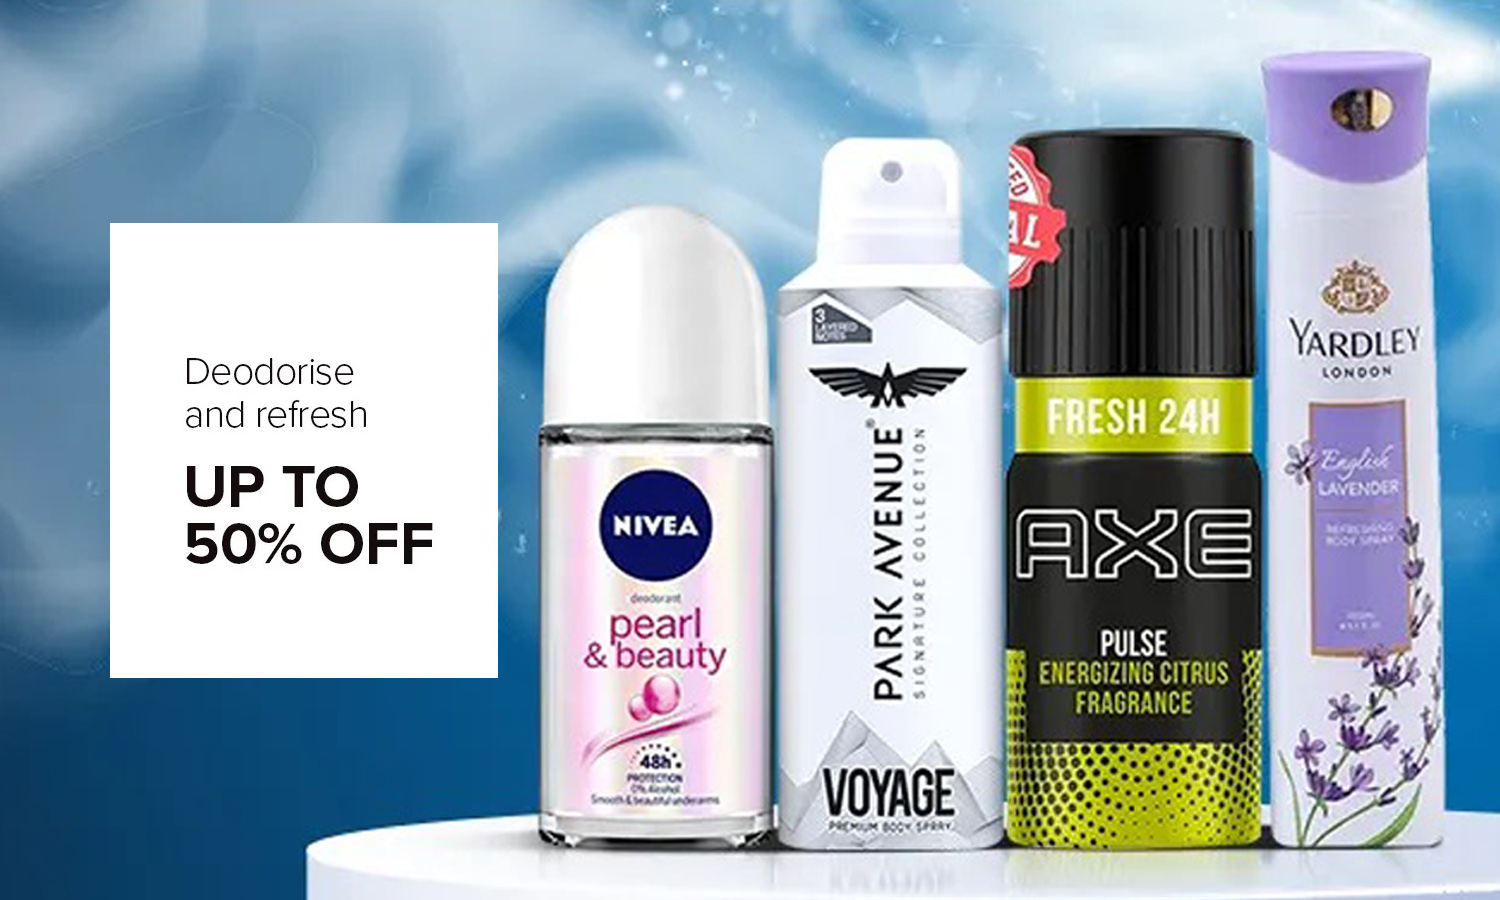 Deodorise
and refresh
UP TO
50% OFF
NIVEA
deodorant
pearl
& beauty
48h
PROTECTION
0% Alcohol
Smooth & beautiful underarms
3
LAYERED
NOTES
PARK AVENUE®
SIGNATURE COLLECTION
VOYAGE
PREMIUM BODY SPRAY
FRESH 24H
AXE
PULSE
ENERGIZING CITRUS
FRAGRANCE
YARDLEY
LONDON
English
LAVENDER
REFRESHING
BODY SPRAY